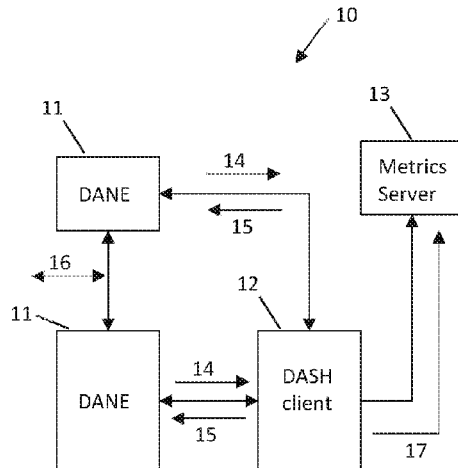 10
11
13
14
DANE
Metrics
Server
15
16
12
11
14
DANE
DASH
client
15
17